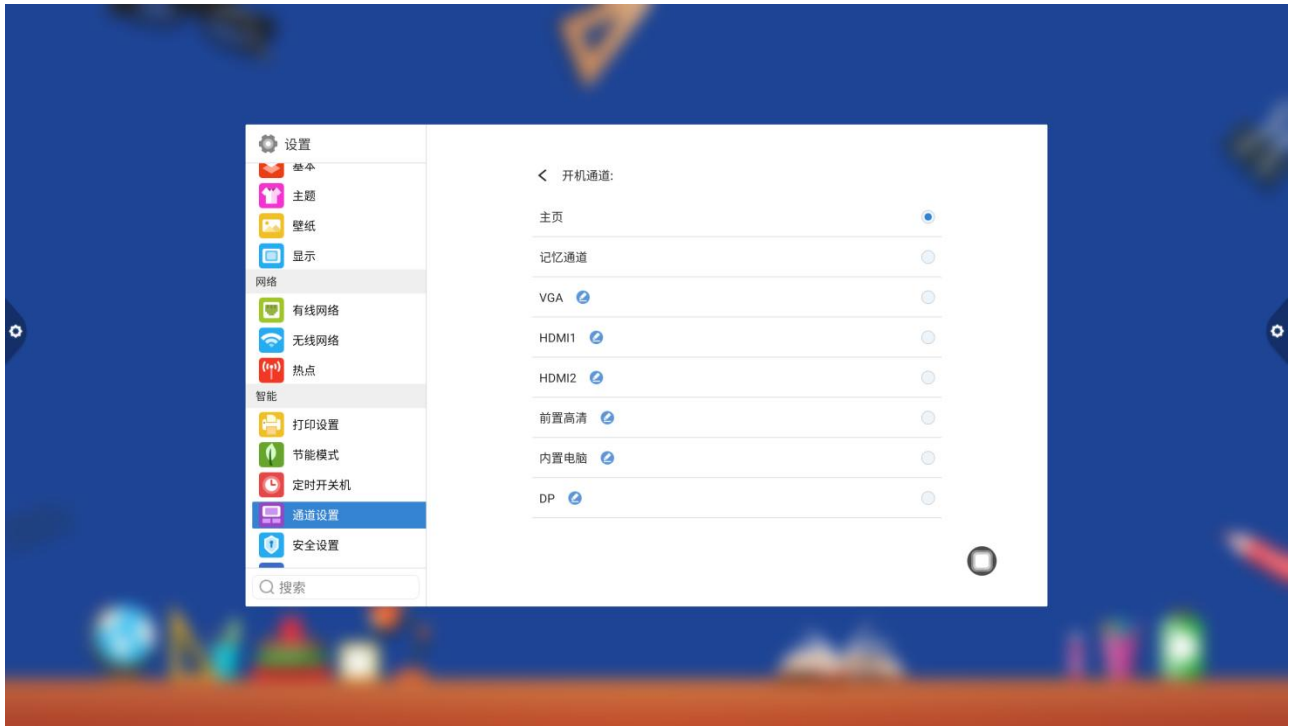 设置
基本
主题
壁纸
显示
网络
有线网络
无线网络
热点
智能
打印设置
节能模式
定时开关机
通道设置
安全设置
搜索
开机通道:
主页
记忆通道
VGA
HDMI1
HDMI2
前置高清
内置电脑
DP